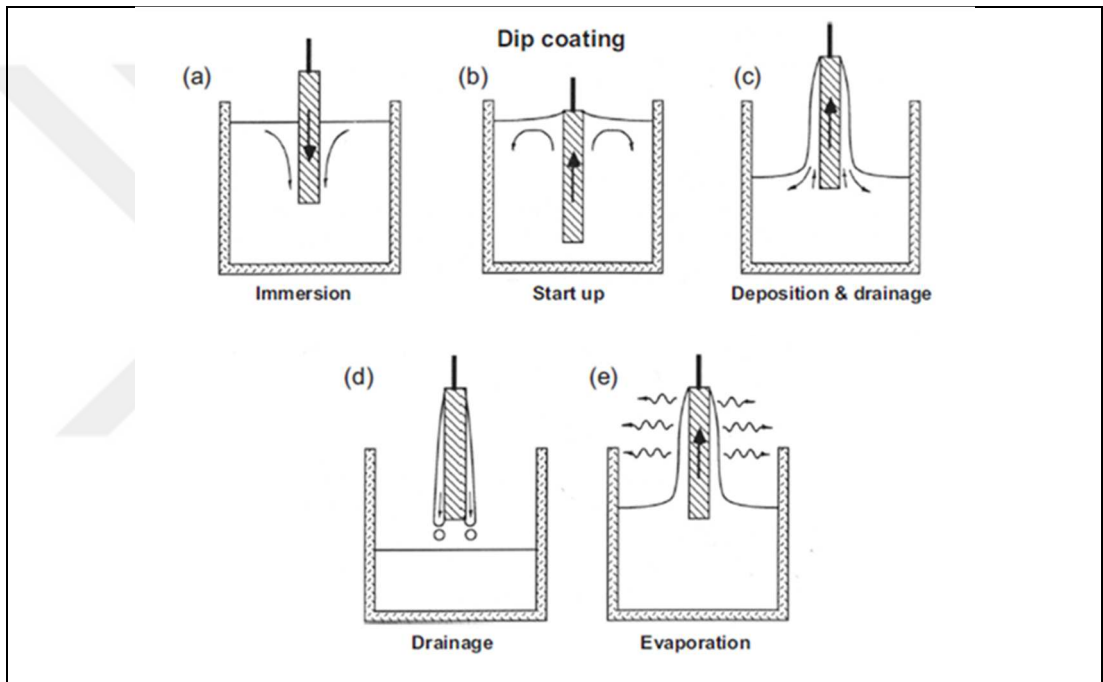 Dip coating
(a)
(b)
(c)
Immersion
Start up
Deposition & drainage
(d)
(e)
Drainage
Evaporation